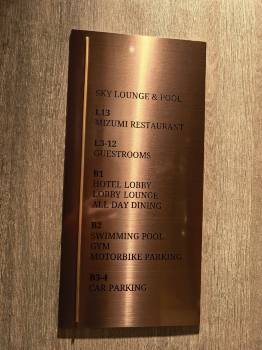 SKY LOUNGE & POOL
L13
MIZUMI RESTAURANT
L3-12
GUESTROOMS
B1
HOTEL LOBBY
LOBBY LOUNGE
ALL DAY DINING
B2
SWIMMING POOL
GYM
MOTORBIKE PARKING
B3-4
CAR PARKING